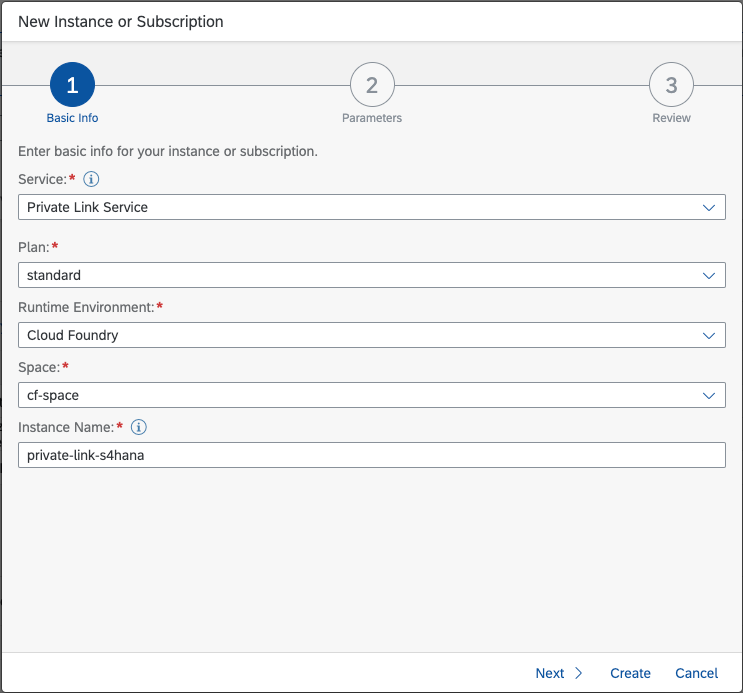 New Instance or Subscription
1 2 3
Basic Info Parameters Review
Enter basic info for your instance or subscription.
Service:* i
Private Link Service
Plan:*
standard
Runtime Environment:*
Cloud Foundry
Space:*
cf-space
Instance Name:* i
private-link-s4hana
Next Create Cancel